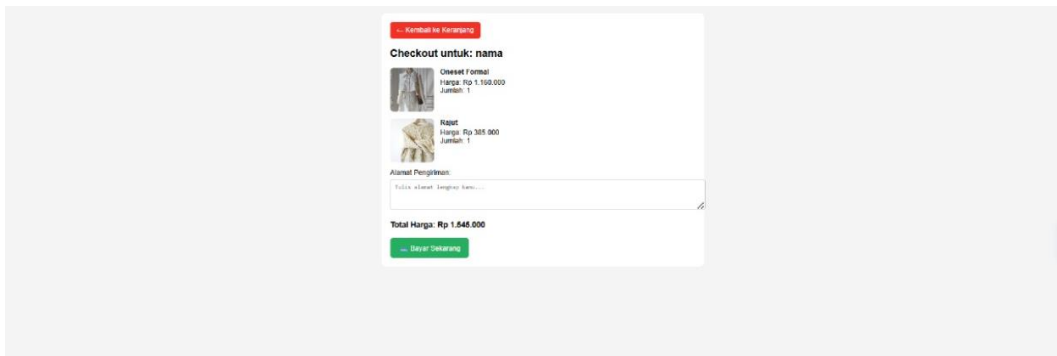 ← Kembali ke Keranjang
Checkout untuk: nama
Oneset Formal
Harga: Rp 1.160.000
Jumlah: 1
Rajut
Harga: Rp 385.000
Jumlah: 1
Alamat Pengiriman:
Tulis alamat lengkap kamu...
Total Harga: Rp 1.545.000
Bayar Sekarang